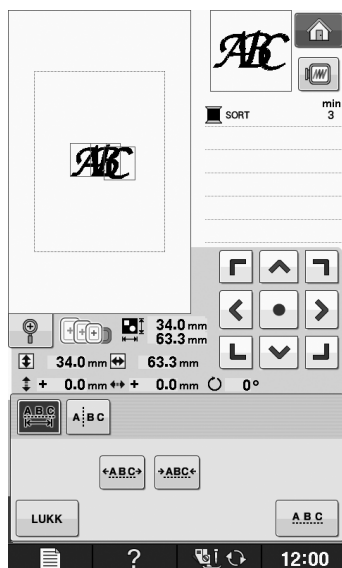 ABC
SORT
min
3
ABC
34.0 mm
63.3 mm
34.0 mm 63.3 mm
+ 0.0 mm + 0.0 mm 0°
ABC A BC
ABC ABC
LUKK ABC
? 12:00